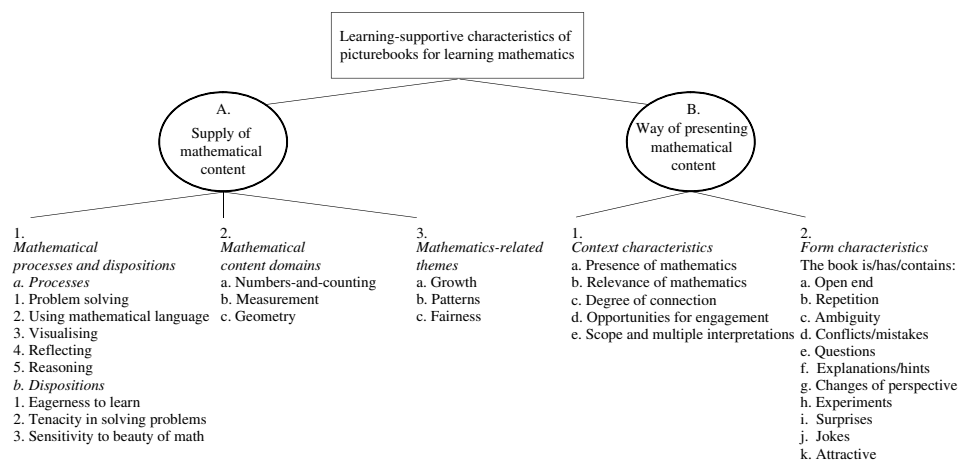 Learning-supportive characteristics of
picturebooks for learning mathematics
A.
Supply of
mathematical
content
B.
Way of presenting
mathematical
content
1.
Mathematical
processes and dispositions
a. Processes
1. Problem solving
2. Using mathematical language
3. Visualising
4. Reflecting
5. Reasoning
b. Dispositions
1. Eagerness to learn
2. Tenacity in solving problems
3. Sensitivity to beauty of math
2.
Mathematical
content domains
a. Numbers-and-counting
b. Measurement
c. Geometry
3.
Mathematics-related
themes
a. Growth
b. Patterns
c. Fairness
1.
Context characteristics
a. Presence of mathematics
b. Relevance of mathematics
c. Degree of connection
d. Opportunities for engagement
e. Scope and multiple interpretations
2.
Form characteristics
The book is/has/contains:
a. Open end
b. Repetition
c. Ambiguity
d. Conflicts/mistakes
e. Questions
f. Explanations/hints
g. Changes of perspective
h. Experiments
i. Surprises
j. Jokes
k. Attractive